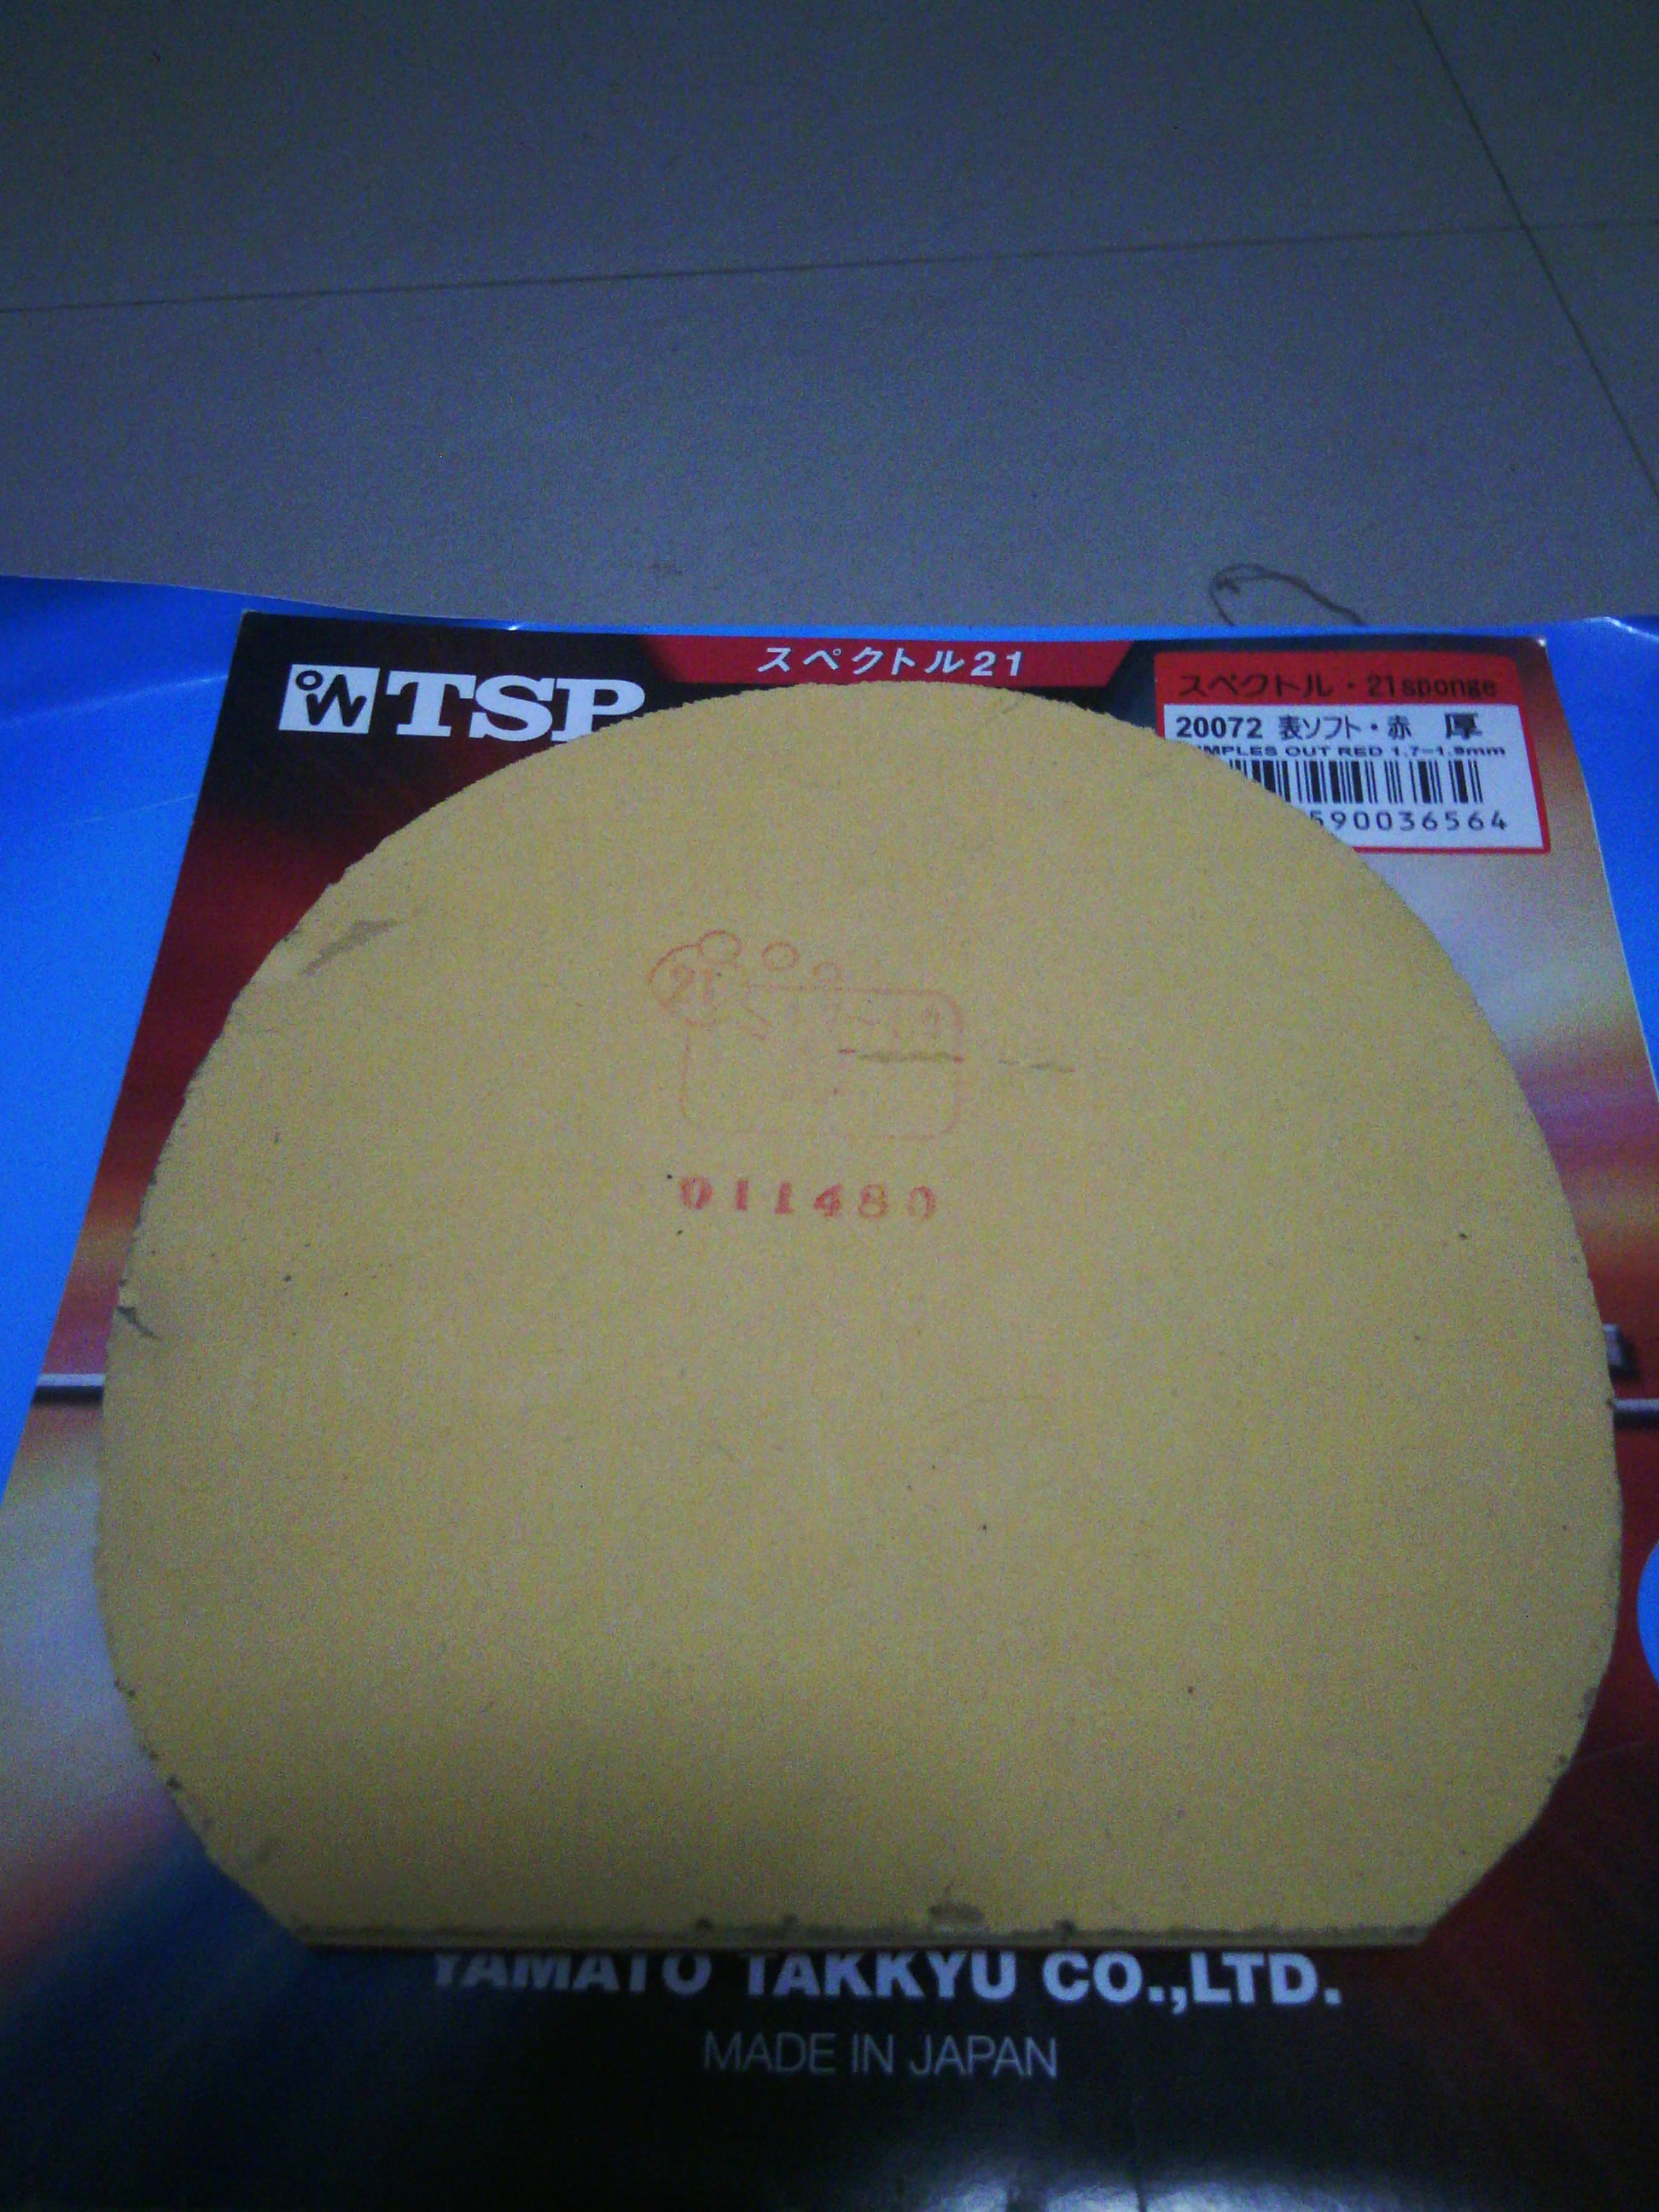 スペクトル21
TSP
スペクトル・21sponge
20072 表ソフト・赤 厚
OUT RED 1.7-1.9mm
590036564
21
011480
YAMATO TAKKYU CO.,LTD.
MADE IN JAPAN